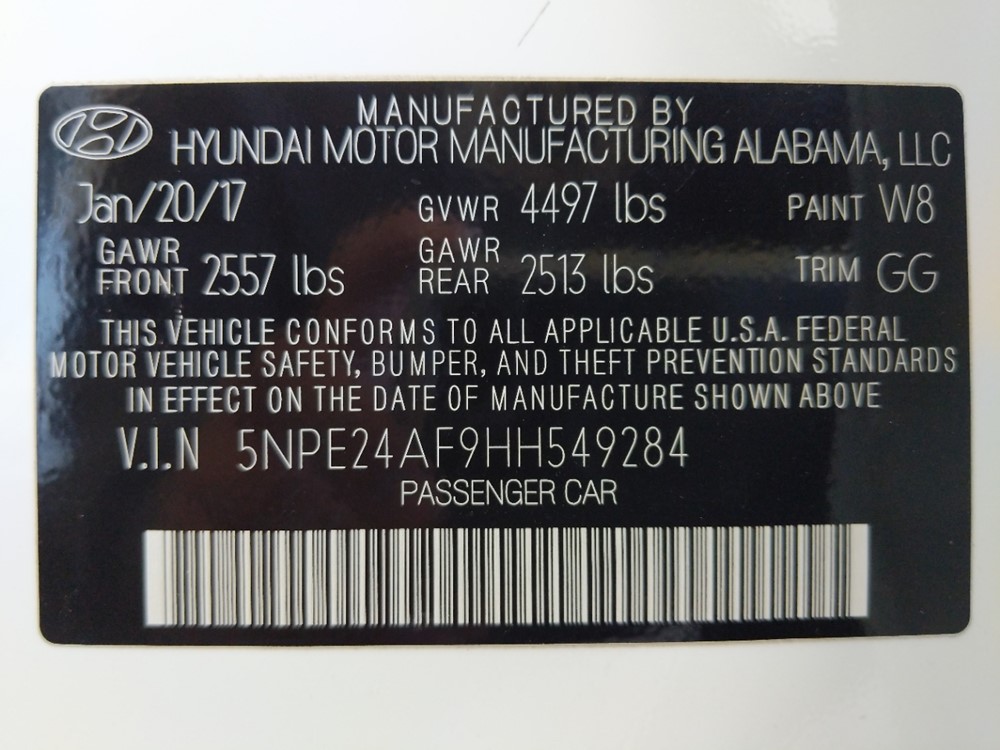 MANUFACTURED BY
HYUNDAI MOTOR MANUFACTURING ALABAMA, LLC
Jan/20/17 GVWR 4497 lbs PAINT W8
GAWR FRONT 2557 lbs GAWR REAR 2513 lbs TRIM GG
THIS VEHICLE CONFORMS TO ALL APPLICABLE U.S.A. FEDERAL
MOTOR VEHICLE SAFETY, BUMPER, AND THEFT PREVENTION STANDARDS
IN EFFECT ON THE DATE OF MANUFACTURE SHOWN ABOVE
V.I.N 5NPE24AF9HH549284
PASSENGER CAR